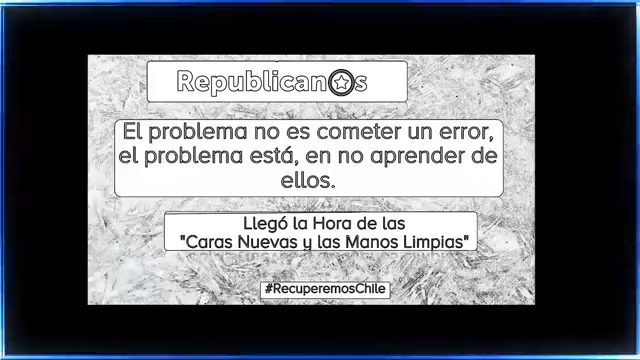 Republicanos
El problema no es cometer un error,
el problema está, en no aprender de
ellos.
Llegó la Hora de las
"Caras Nuevas y las Manos Limpias"
#RecuperemosChile